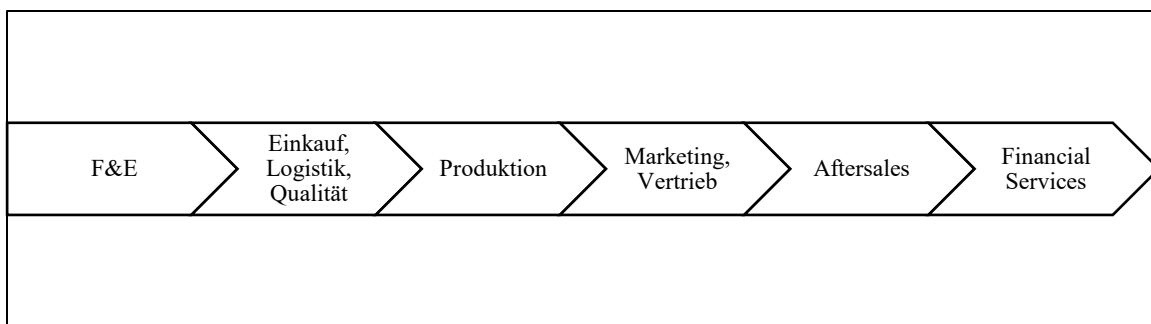 F&E
Einkauf,
Logistik,
Qualität
Produktion
Marketing,
Vertrieb
Aftersales
Financial
Services